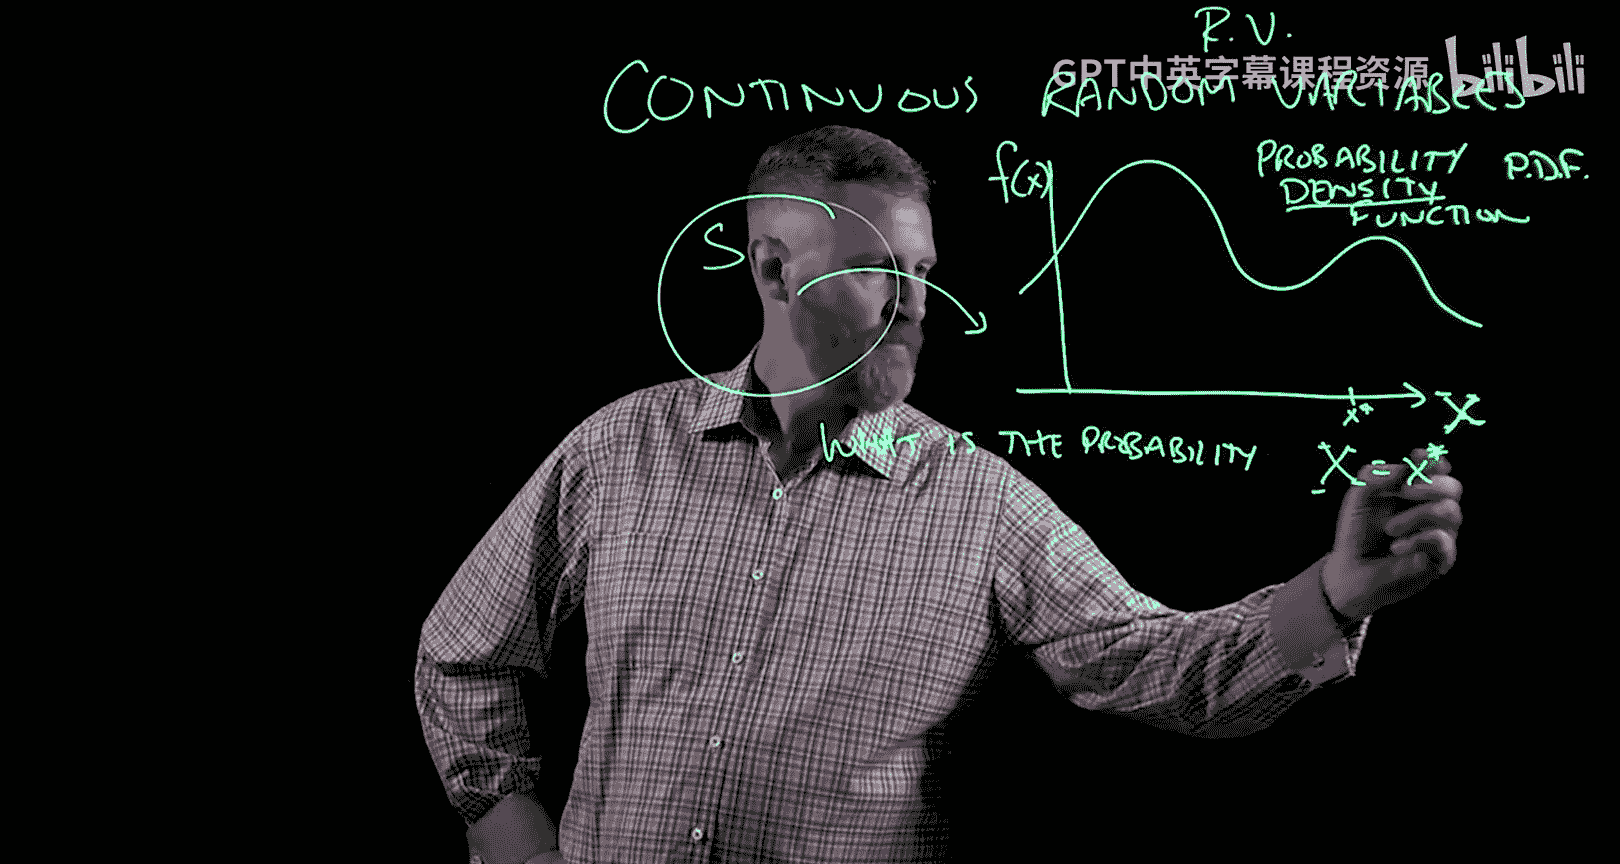 R.V.
GPT中英字幕课程资源 bilibili
CONTINUOUS RANDOM VARIABLES
f(x)
PROBABILITY P.D.F.
DENSITY
FUNCTION
S
x*
X
WHAT IS THE PROBABILITY X = x*